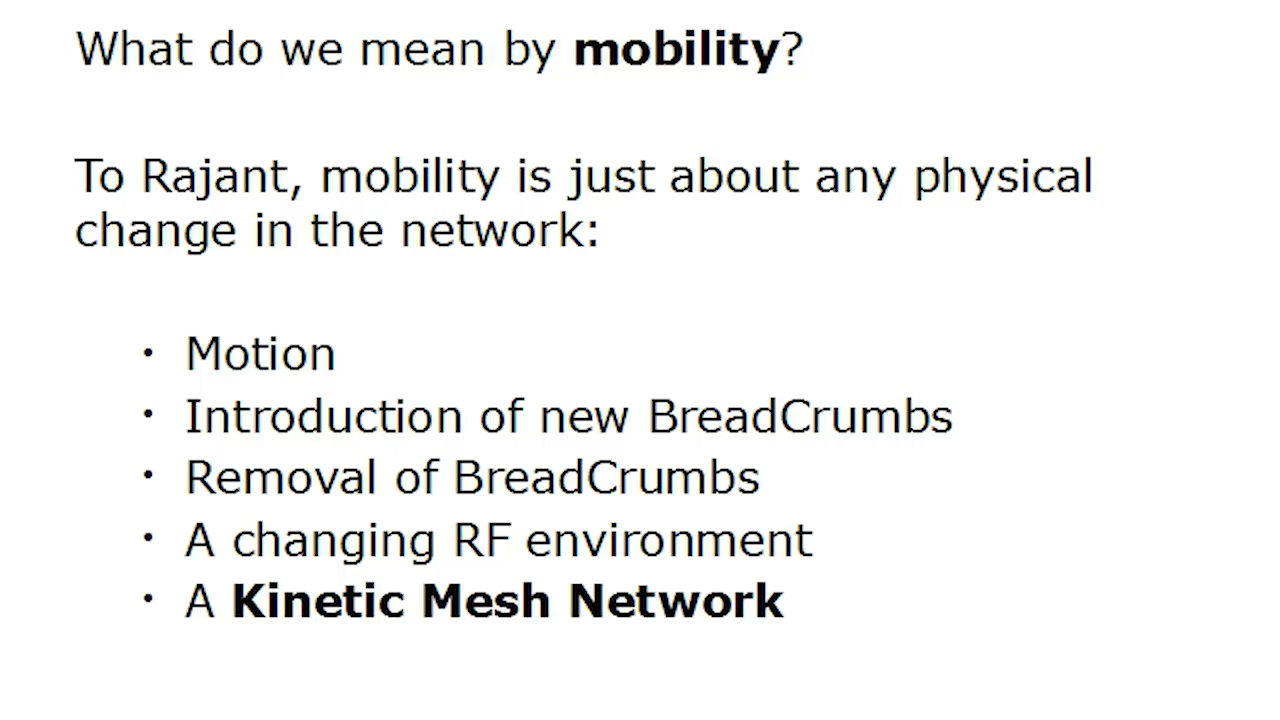 What do we mean by mobility?
To Rajant, mobility is just about any physical
change in the network:
• Motion
• Introduction of new BreadCrumbs
• Removal of BreadCrumbs
• A changing RF environment
• A Kinetic Mesh Network